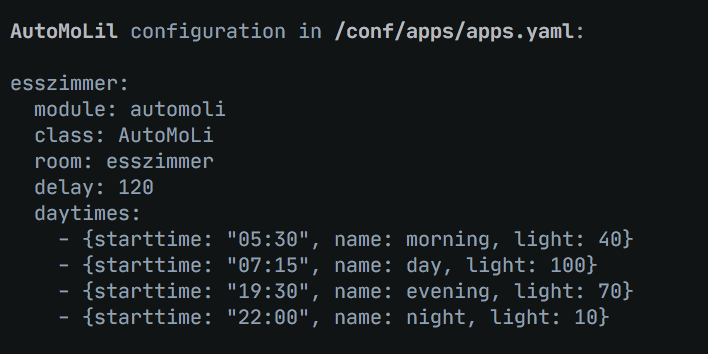 AutoMoLil configuration in /conf/apps/apps.yaml:
esszimmer:
  module: automoli
  class: AutoMoLi
  room: esszimmer
  delay: 120
  daytimes:
    - {starttime: "05:30", name: morning, light: 40}
    - {starttime: "07:15", name: day, light: 100}
    - {starttime: "19:30", name: evening, light: 70}
    - {starttime: "22:00", name: night, light: 10}